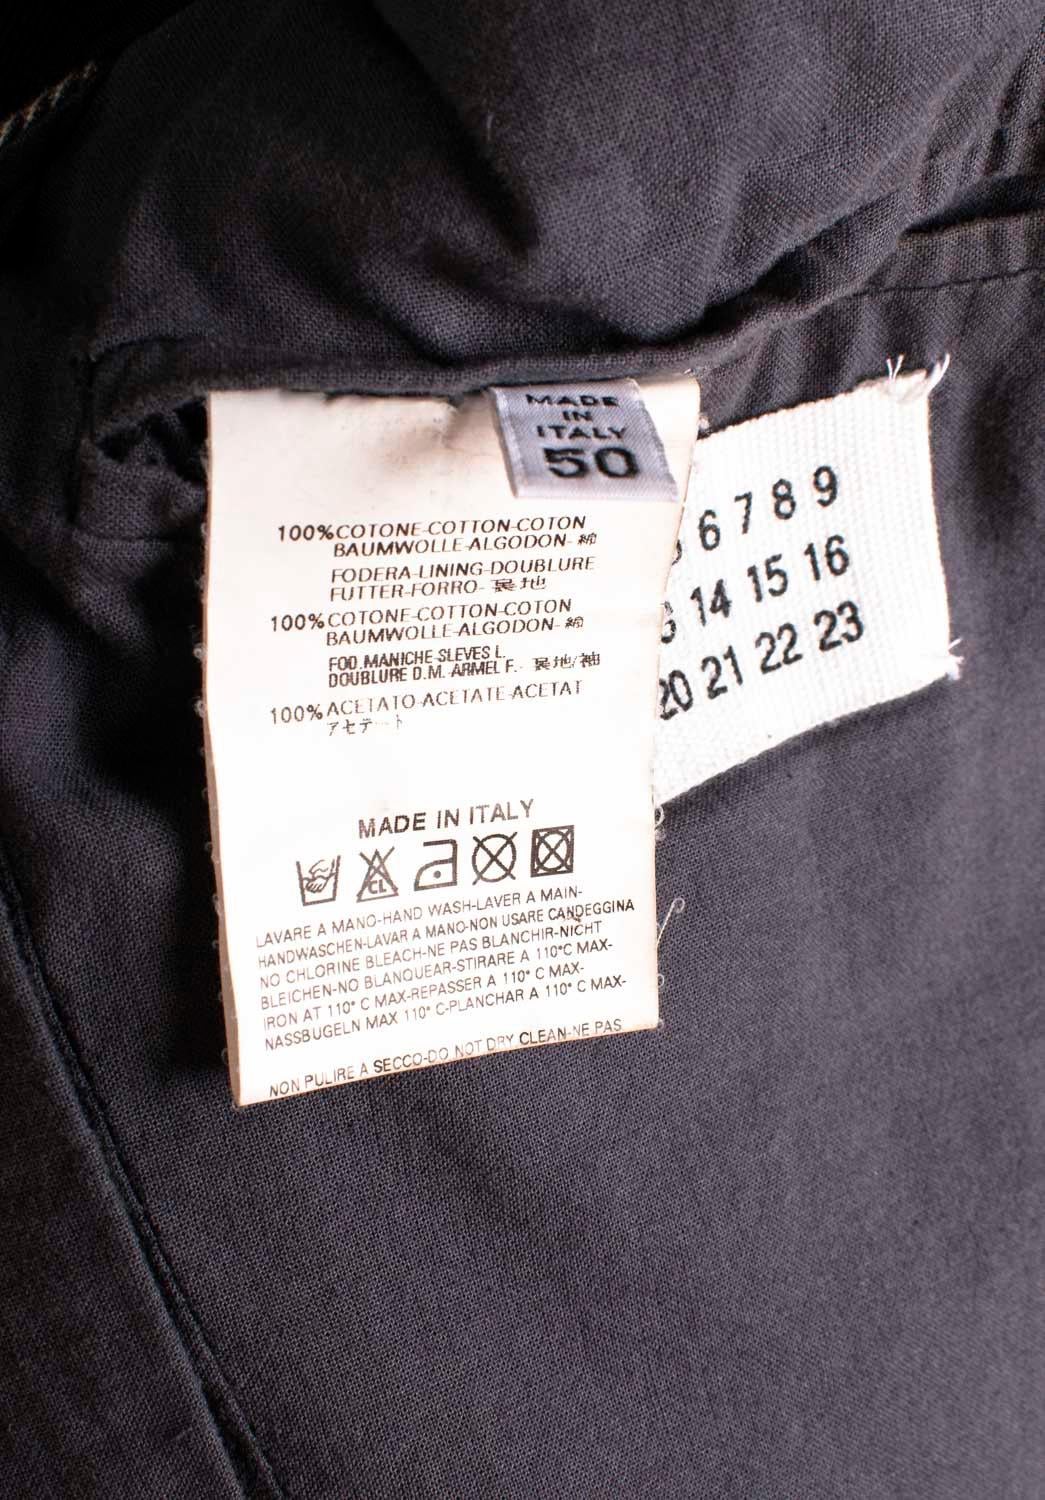 MADE
IN
ITALY
50
100% COTONE-COTTON-COTON
BAUMWOLLE-ALGODON-綿
FODERA-LINING-DOUBLURE
FUTTER-FORRO-裏地
100% COTONE-COTTON-COTON
BAUMWOLLE-ALGODON-綿
FOD.MANICHE-SLEVES L.
DOUBLURE D.M. ARMEL F.-裏地/袖
100% ACETATO-ACETATE-ACETAT
アセテート
MADE IN ITALY
CL
LAVARE A MANO-HAND WASH-LAVER A MAIN-
HANDWASCHEN-LAVAR A MANO-NON USARE CANDEGGINA
NO CHLORINE BLEACH-NE PAS BLANCHIR-NICHT
BLEICHEN-NO BLANQUEAR-STIRARE A 110°C MAX-
IRON AT 110° C MAX-REPASSER A 110° C MAX-
NASSBUGELN MAX 110° C-PLANCHAR A 110° C MAX-
NON PULIRE A SECCO-DO NOT DRY CLEAN-NE PAS
6 7 8 9
14 15 16
20 21 22 23